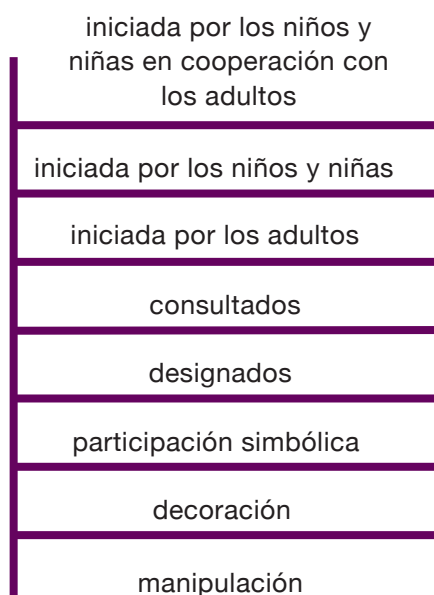 iniciada por los niños y
niñas en cooperación con
los adultos
iniciada por los niños y niñas
iniciada por los adultos
consultados
designados
participación simbólica
decoración
manipulación